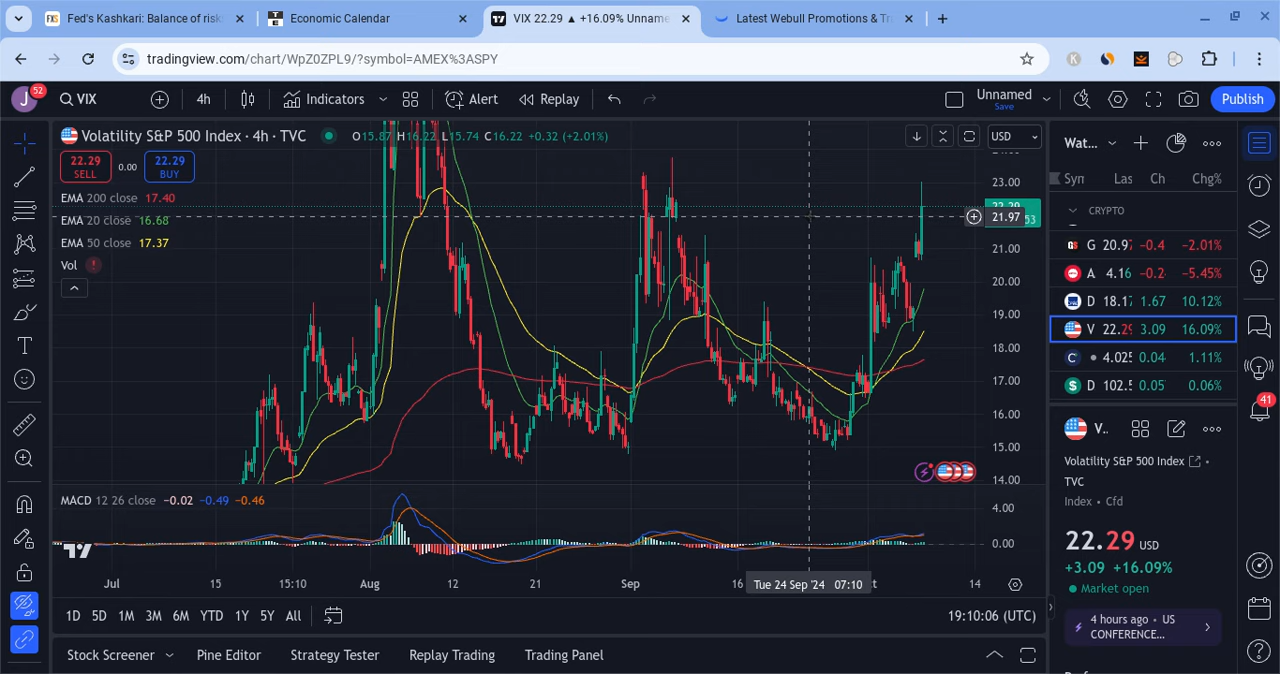 Fed's Kashkari: Balance of risk
Economic Calendar
VIX 22.29 ▲ +16.09% Unname
Latest Webull Promotions & Tr
tradingview.com/chart/WpZ0ZPL9/?symbol=AMEX%3ASPY
J 52 VIX 4h Indicators Alert Replay Unnamed Save Publish
Volatility S&P 500 Index · 4h · TVC O15.87 H16.22 L15.74 C16.22 +0.32 (+2.01%) USD
22.29 SELL 0.00 22.29 BUY
EMA 200 close 17.40
EMA 20 close 16.68
EMA 50 close 17.37
Vol
23.00
22.29
21.97
53
21.00
20.00
19.00
18.00
17.00
16.00
15.00
14.00
MACD 12 26 close −0.02 −0.49 −0.46
4.00
0.00
Jul 15 15:10 Aug 12 21 Sep 16 Tue 24 Sep '24 07:10 14
1D 5D 1M 3M 6M YTD 1Y 5Y All 19:10:06 (UTC)
Stock Screener Pine Editor Strategy Tester Replay Trading Trading Panel
Wat...
Syn Las Ch Chg%
CRYPTO
G 20.97 −0.4 −2.01%
A 4.16 −0.2 −5.45%
D 18.17 1.67 10.12%
V 22.29 3.09 16.09%
C 4.025 0.04 1.11%
D 102.5 0.05 0.06%
V..
Volatility S&P 500 Index
TVC
Index • Cfd
22.29 USD
+3.09 +16.09%
Market open
4 hours ago • US
CONFERENCE...
41